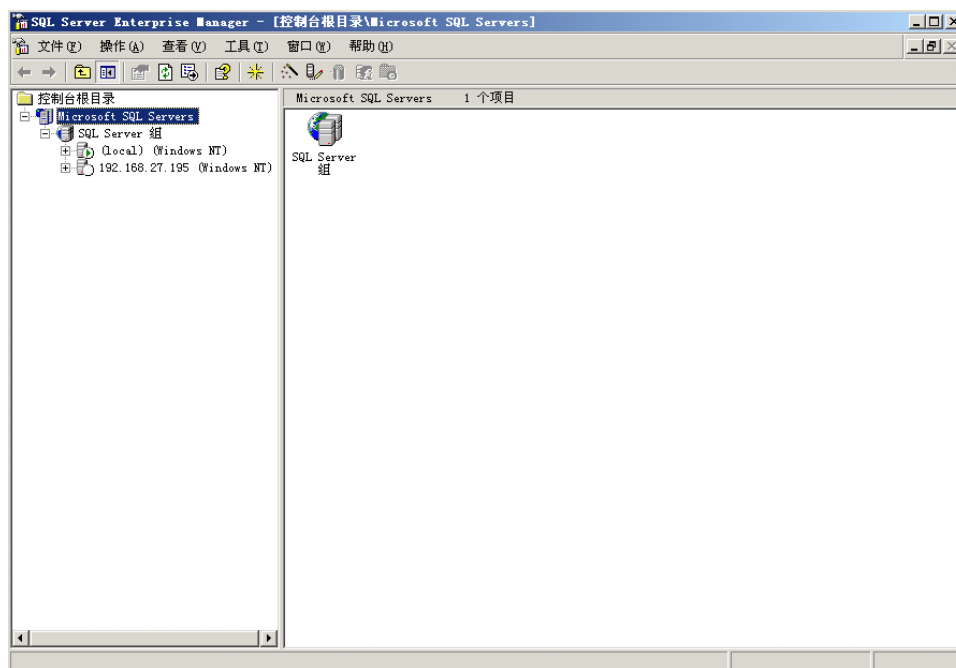 SQL Server Enterprise Manager - [控制台根目录\Microsoft SQL Servers]
文件(F) 操作(A) 查看(V) 工具(T) 窗口(W) 帮助(H)
控制台根目录
Microsoft SQL Servers
SQL Server 组
(local) (Windows NT)
192.168.27.195 (Windows NT)
Microsoft SQL Servers 1 个项目
SQL Server
组